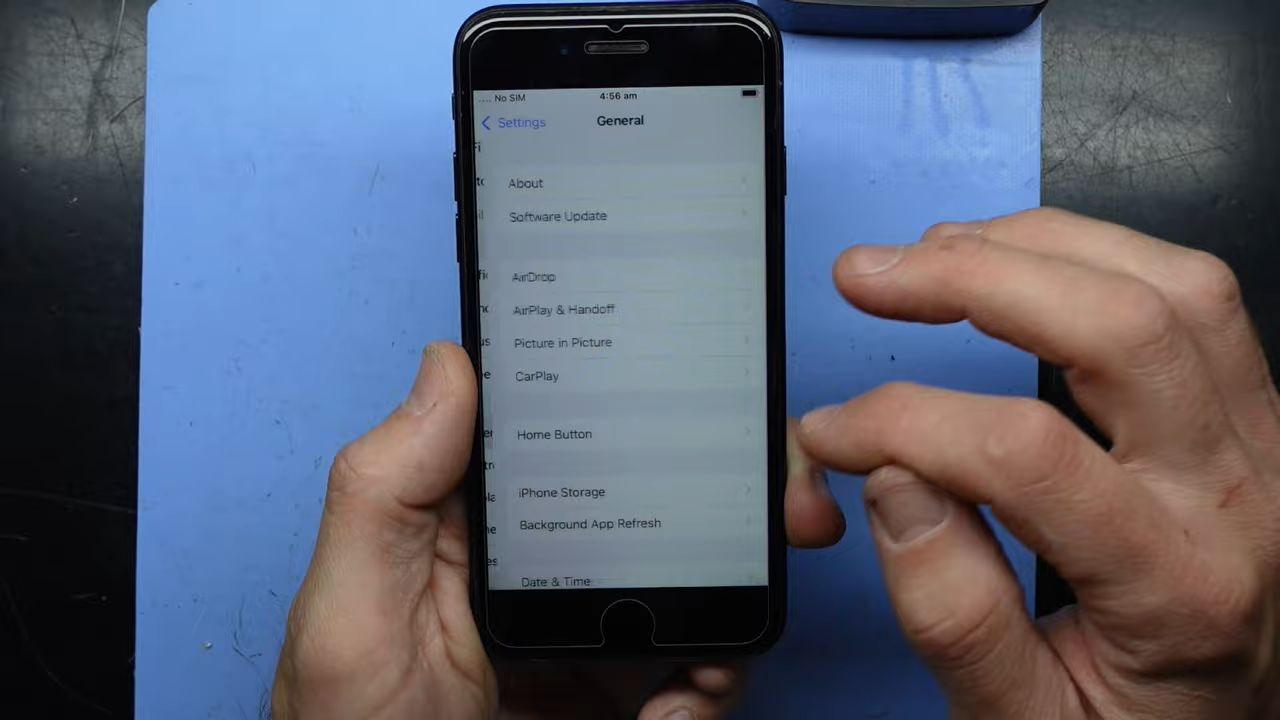 No SIM 4:56 am
Settings General
About
Software Update
AirDrop
AirPlay & Handoff
Picture in Picture
CarPlay
Home Button
iPhone Storage
Background App Refresh
Date & Time